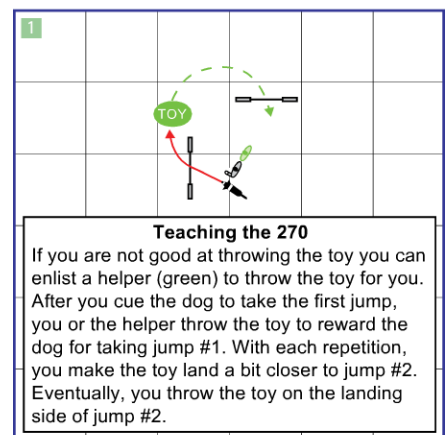 1
TOY
Teaching the 270
If you are not good at throwing the toy you can
enlist a helper (green) to throw the toy for you.
After you cue the dog to take the first jump,
you or the helper throw the toy to reward the
dog for taking jump #1. With each repetition,
you make the toy land a bit closer to jump #2.
Eventually, you throw the toy on the landing
side of jump #2.